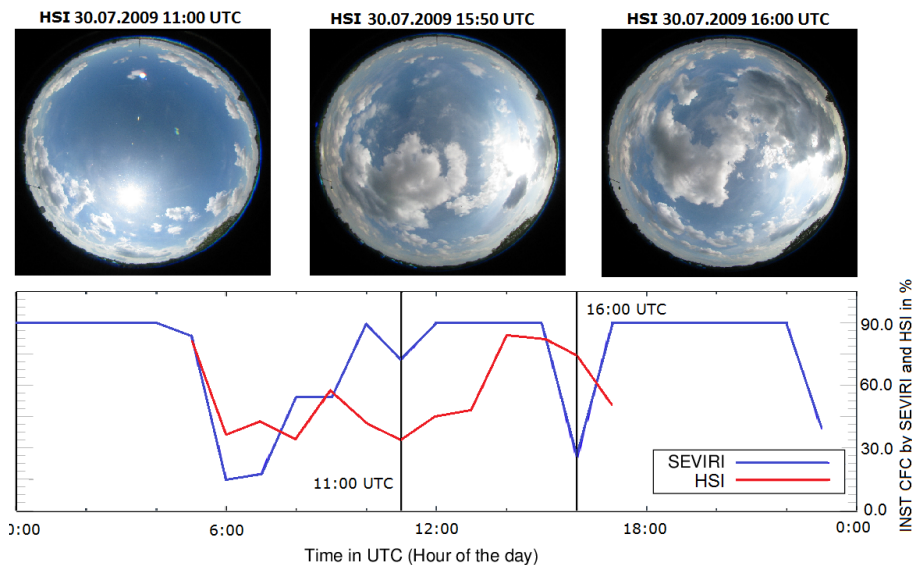 HSI 30.07.2009 11:00 UTC
HSI 30.07.2009 15:50 UTC
HSI 30.07.2009 16:00 UTC
16:00 UTC
11:00 UTC
90.0
60.0
30.0
0.0
INST CFC by SEVIRI and HSI in %
SEVIRI
HSI
0:00
6:00
12:00
18:00
0:00
Time in UTC (Hour of the day)